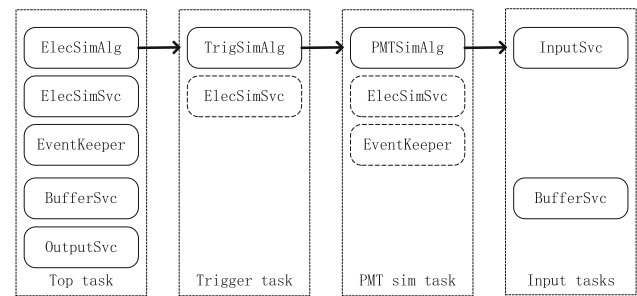 ElecSimAlg
TrigSimAlg
PMTSimAlg
InputSvc
ElecSimSvc
ElecSimSvc
ElecSimSvc
EventKeeper
EventKeeper
BufferSvc
BufferSvc
OutputSvc
Top task
Trigger task
PMT sim task
Input tasks